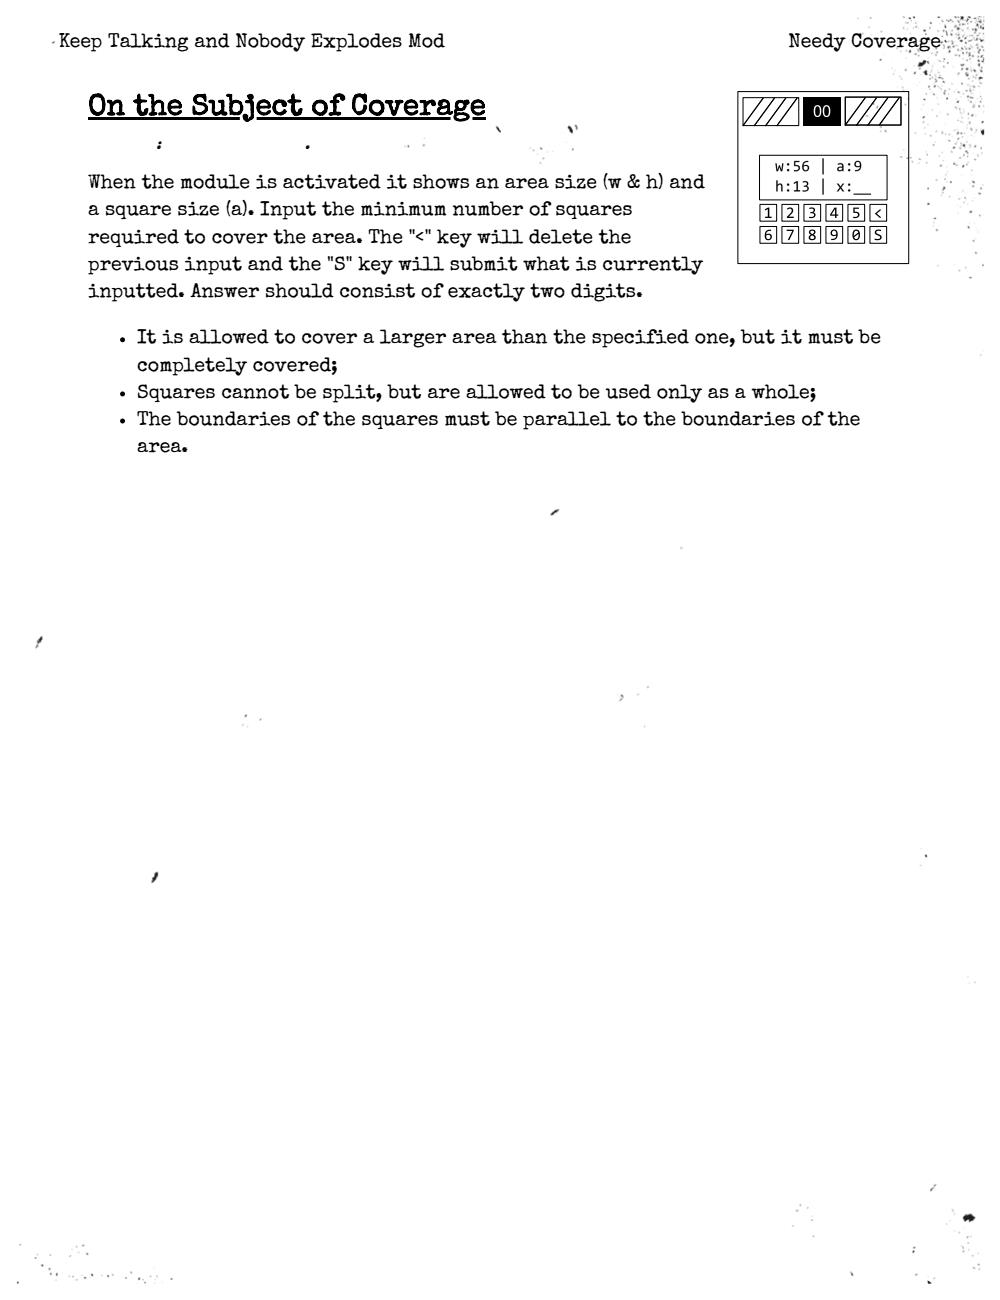 Keep Talking and Nobody Explodes Mod
Needy Coverage
On the Subject of Coverage
00
w:56 | a:9
h:13 | x:__
1 2 3 4 5 <
6 7 8 9 0 S
When the module is activated it shows an area size (w & h) and
a square size (a). Input the minimum number of squares
required to cover the area. The "<" key will delete the
previous input and the "S" key will submit what is currently
inputted. Answer should consist of exactly two digits.
• It is allowed to cover a larger area than the specified one, but it must be
completely covered;
• Squares cannot be split, but are allowed to be used only as a whole;
• The boundaries of the squares must be parallel to the boundaries of the
area.